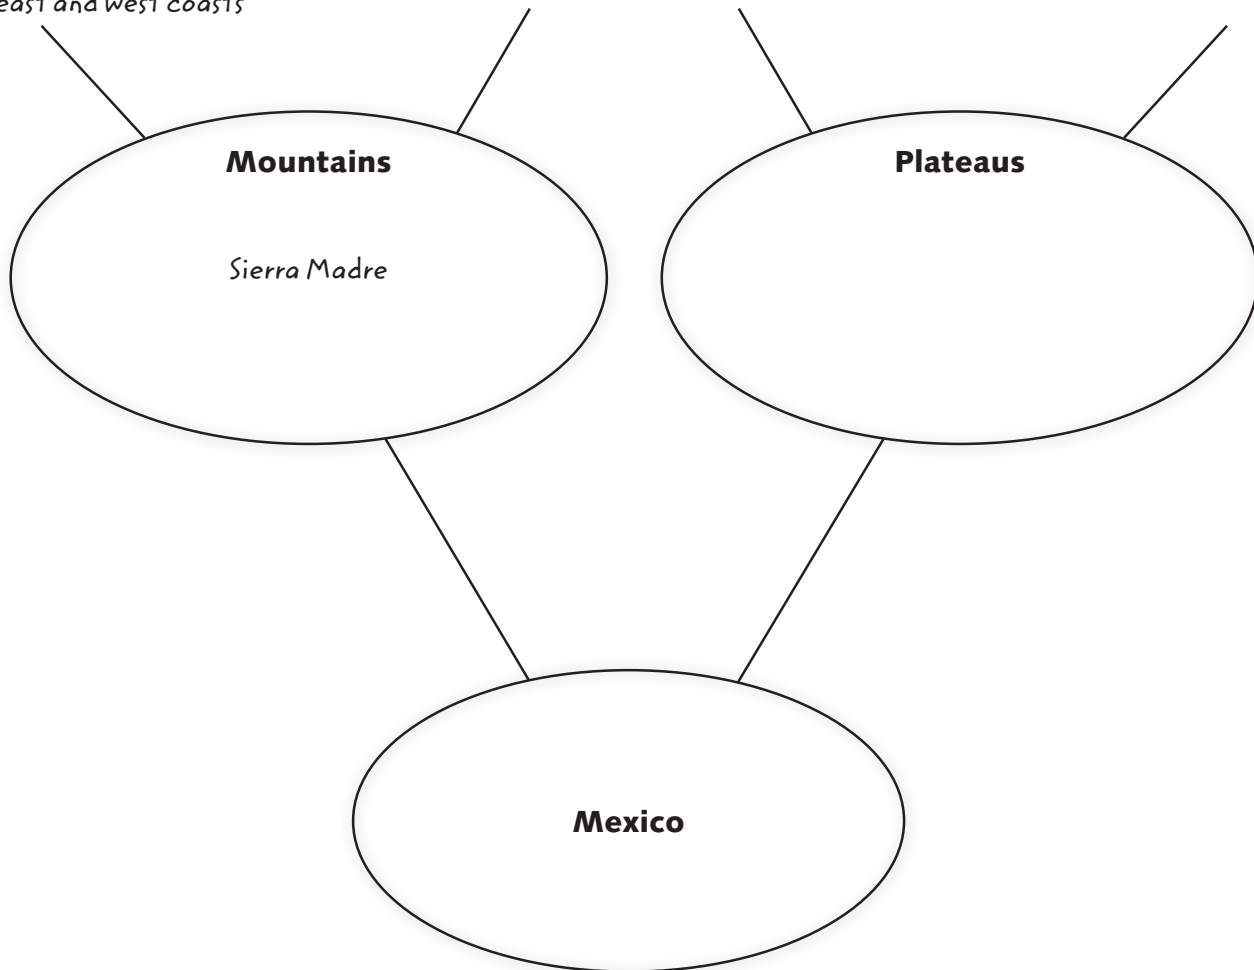 east and west coasts
Mountains
Plateaus
Sierra Madre
Mexico